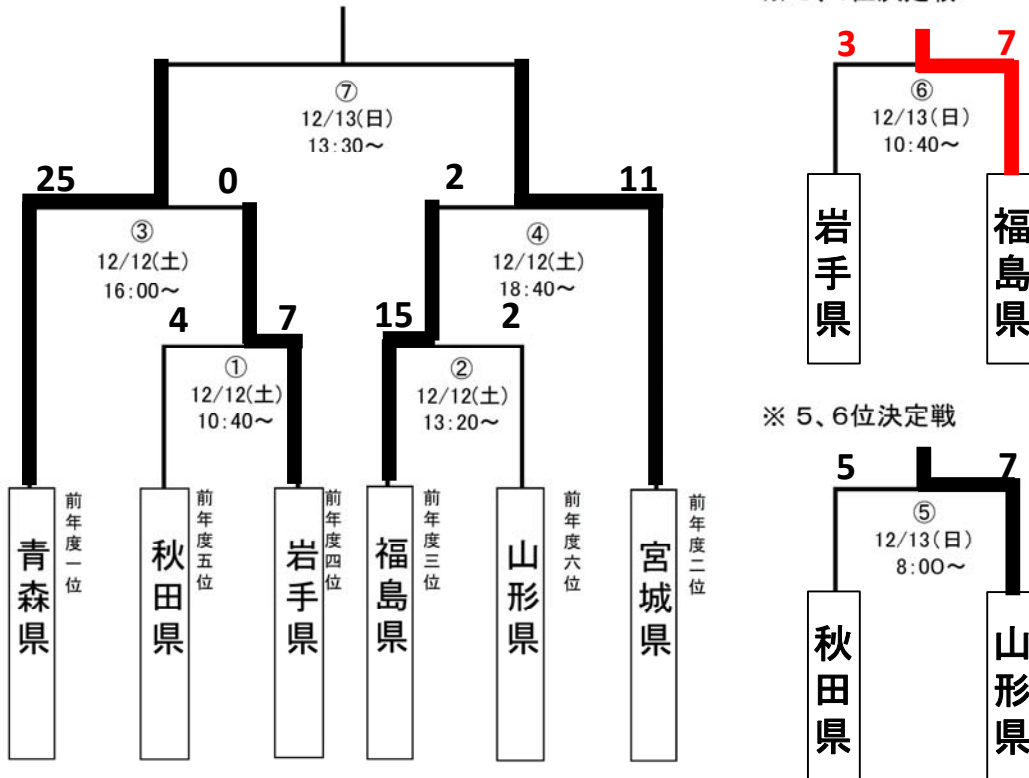 3 7
⑥
12/13(日)
10:40～
岩手県
福島県
⑦
12/13(日)
13:30～
25 0 2 11
③
12/12(土)
16:00～
④
12/12(土)
18:40～
4 7 15 2
①
12/12(土)
10:40～
②
12/12(土)
13:20～
青森県
前年度一位
秋田県
前年度五位
岩手県
前年度四位
福島県
前年度三位
山形県
前年度六位
宮城県
前年度二位
※ 5、6位決定戦
5 7
⑤
12/13(日)
8:00～
秋田県
山形県